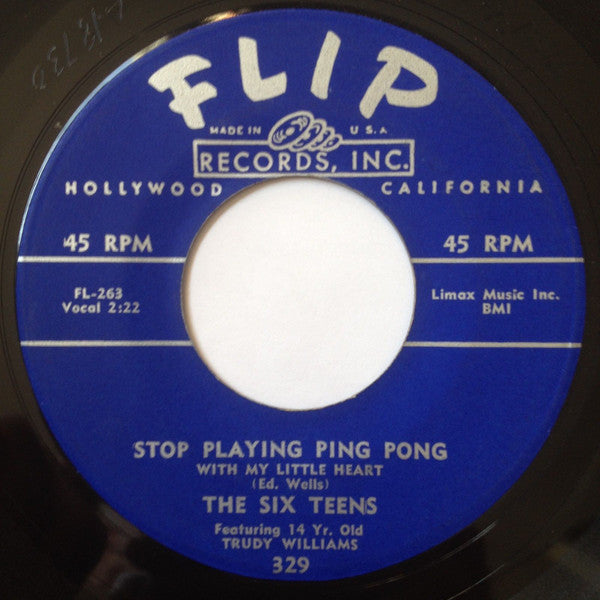 FLIP
MADE IN U.S.A
RECORDS, INC.
HOLLYWOOD CALIFORNIA
45 RPM 45 RPM
FL-263
Vocal 2:22
Limax Music Inc.
BMI
STOP PLAYING PING PONG
WITH MY LITTLE HEART
(Ed. Wells)
THE SIX TEENS
Featuring 14 Yr. Old
TRUDY WILLIAMS
329